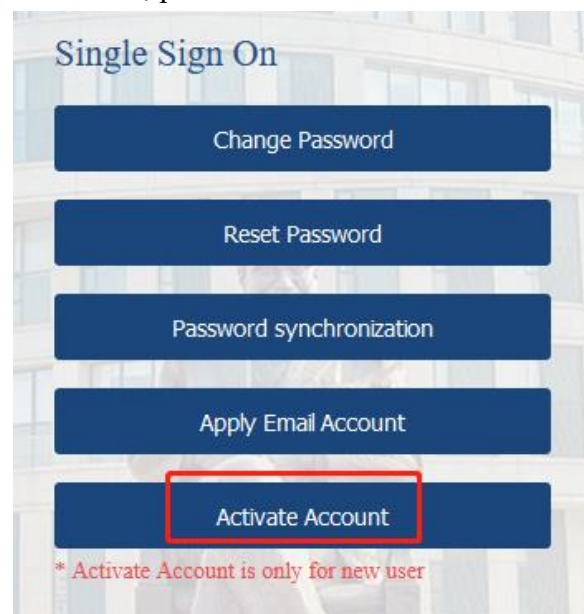 Single Sign On
Change Password
Reset Password
Password synchronization
Apply Email Account
Activate Account
* Activate Account is only for new user